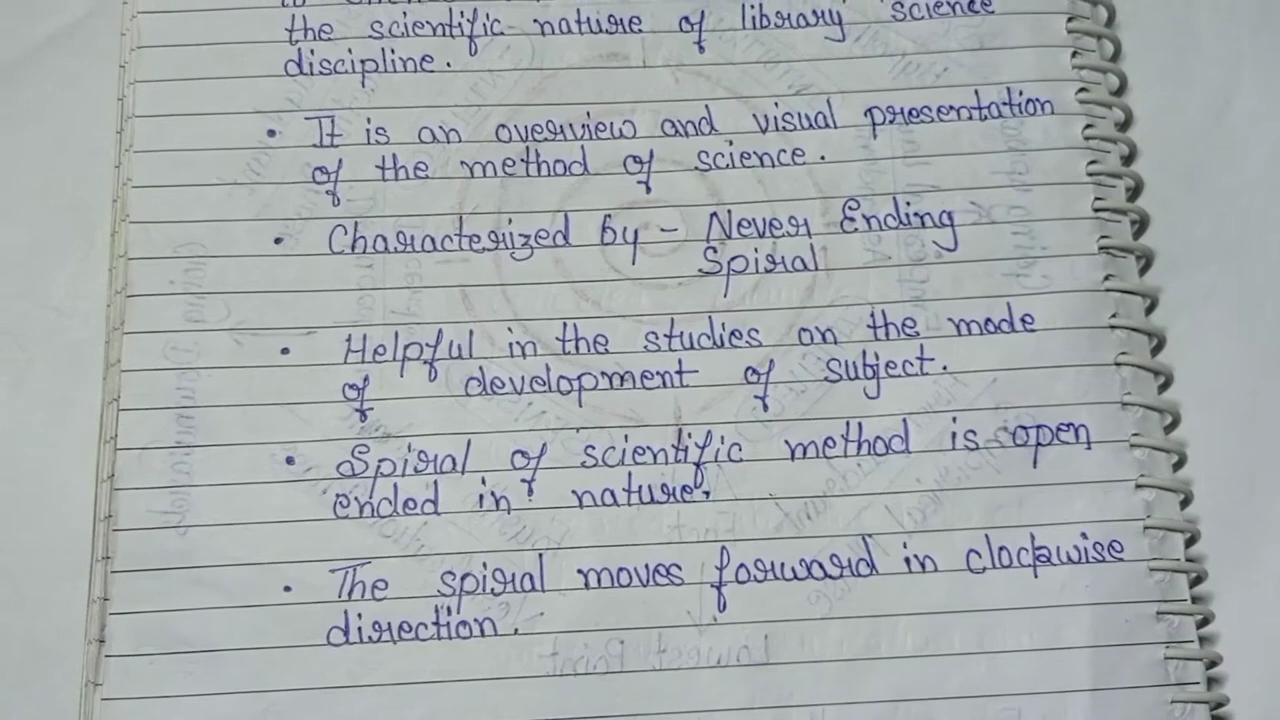 the scientific nature of library science
discipline.
• It is an overview and visual presentation
of the method of science.
• Characterized by - Never Ending
Spiral
• Helpful in the studies on the mode
of development of subject.
• Spiral of scientific method is open
ended in nature.
• The spiral moves forward in clockwise
direction.
Lowest Point